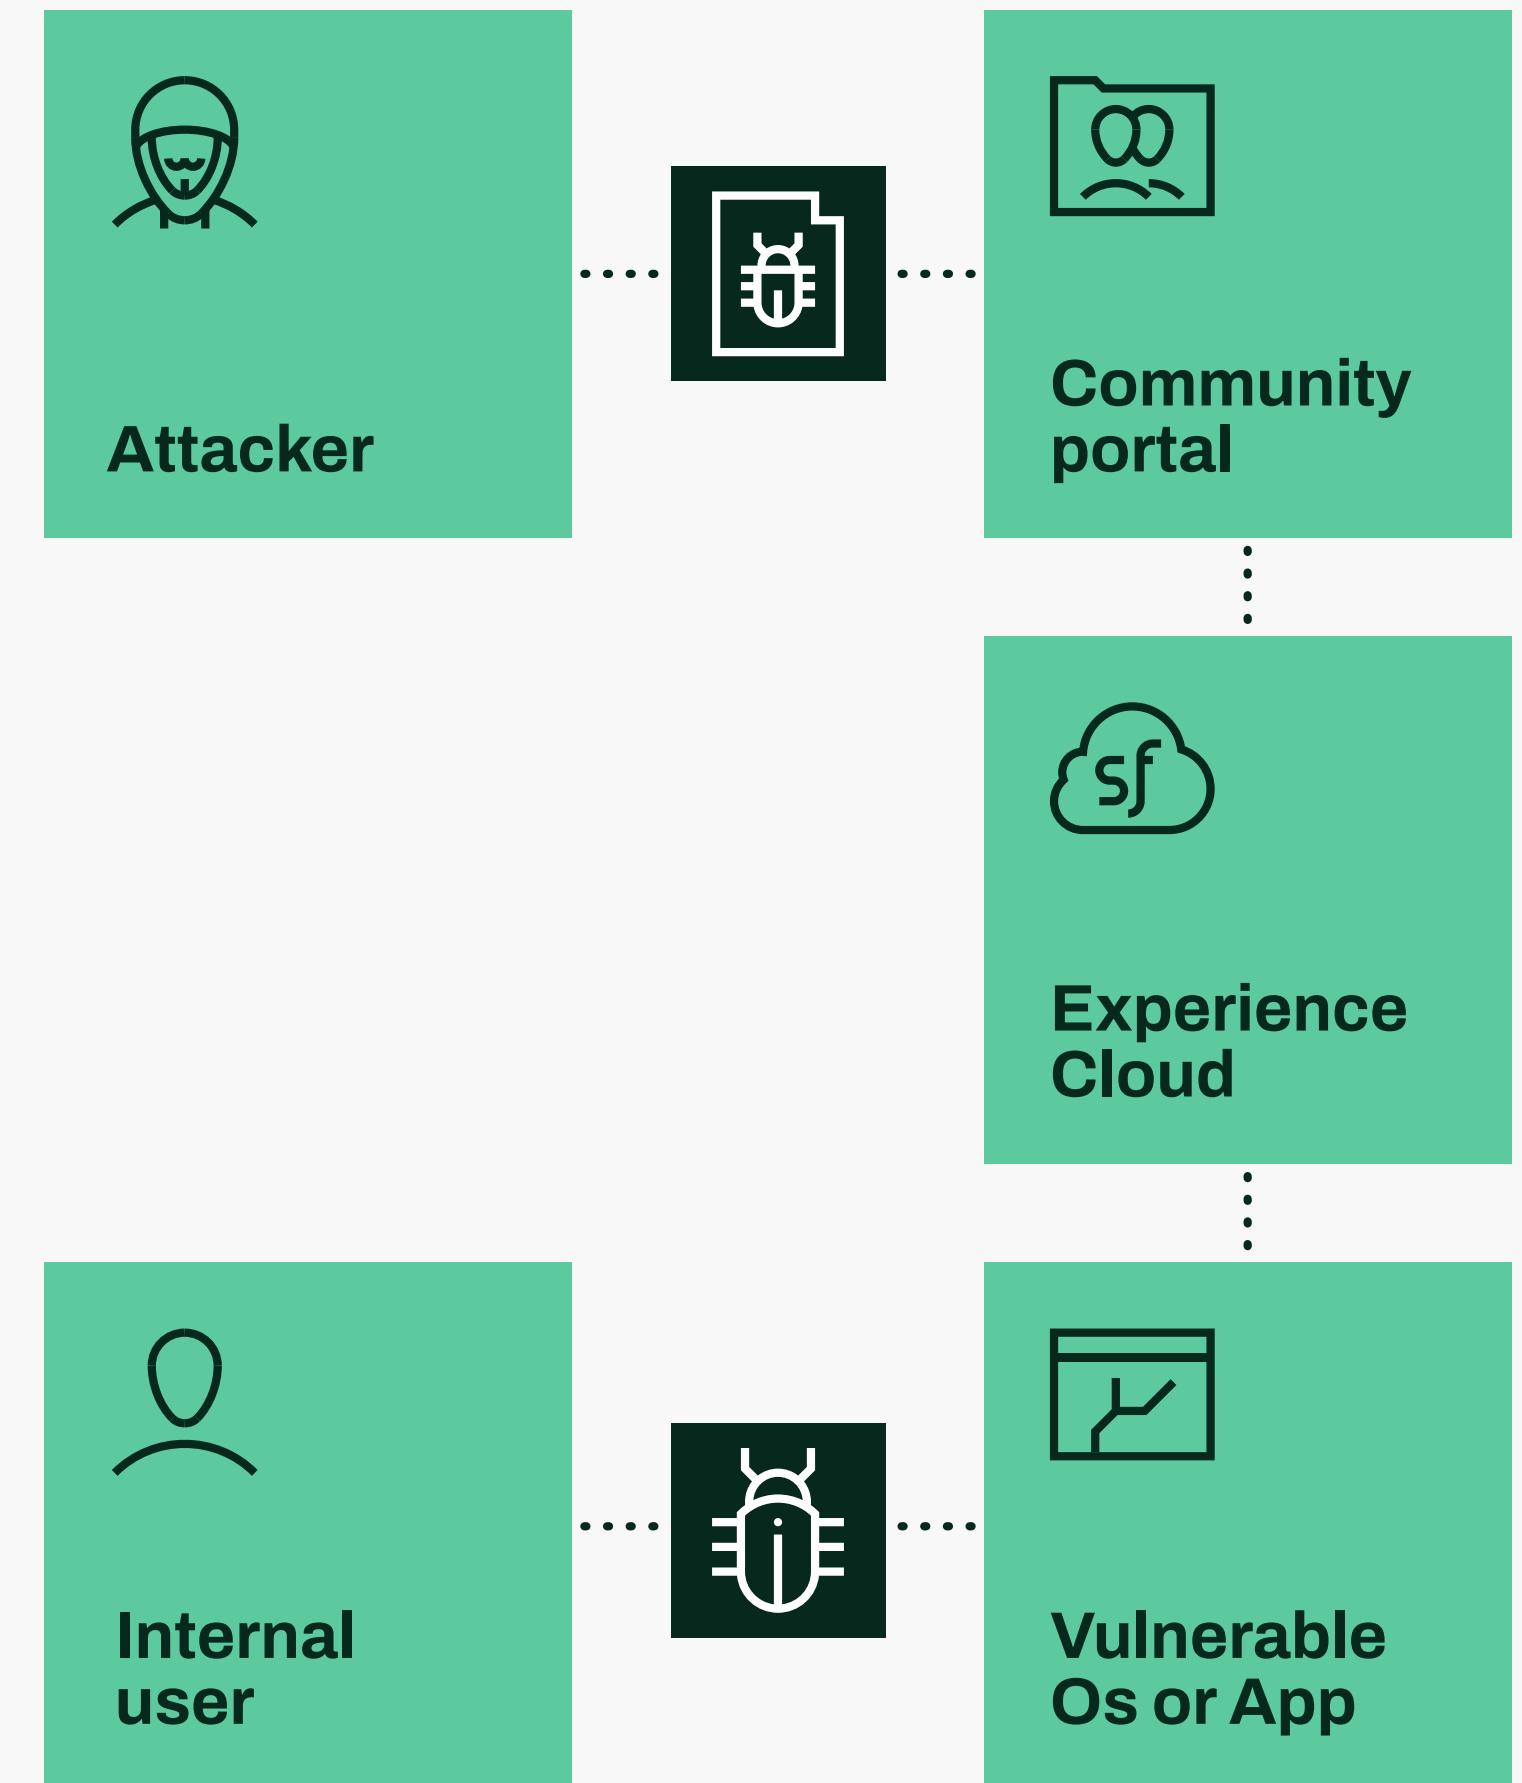 Attacker
Community
portal
sf
Experience
Cloud
Internal
user
Vulnerable
Os or App